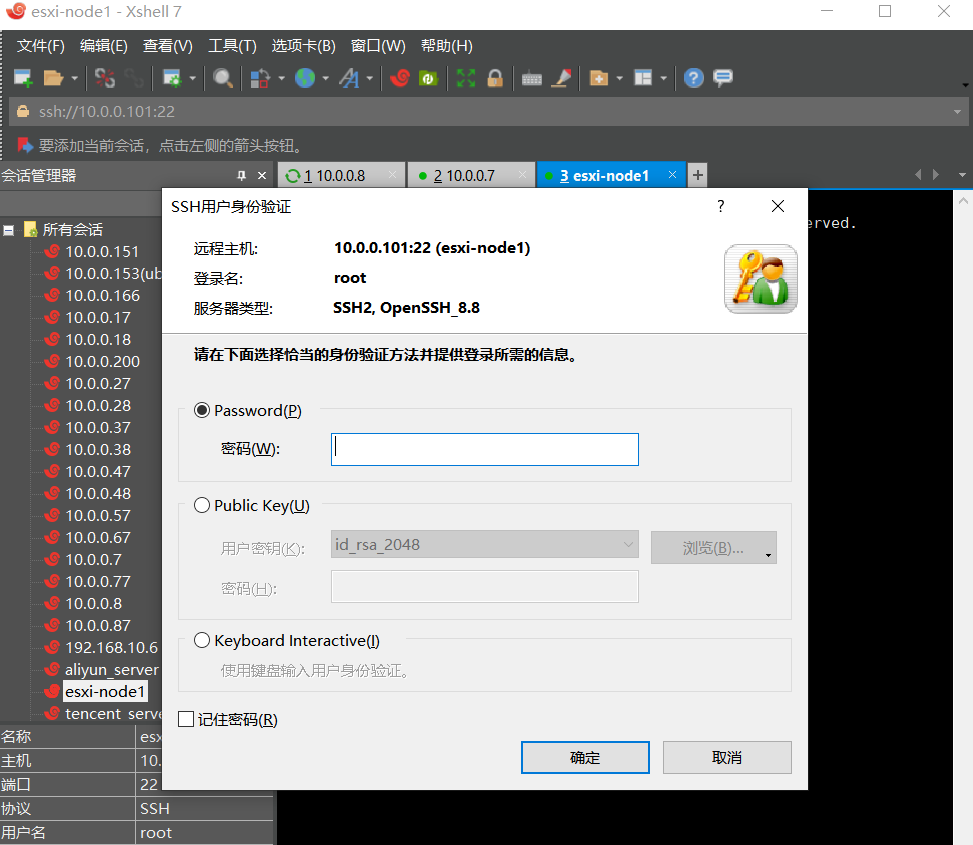 esxi-node1 - Xshell 7
文件(F) 编辑(E) 查看(V) 工具(T) 选项卡(B) 窗口(W) 帮助(H)
ssh://10.0.0.101:22
要添加当前会话，点击左侧的箭头按钮。
会话管理器
1 10.0.0.8
2 10.0.0.7
3 esxi-node1
erved.
所有会话
10.0.0.151
10.0.0.153(ub
10.0.0.166
10.0.0.17
10.0.0.18
10.0.0.200
10.0.0.27
10.0.0.28
10.0.0.37
10.0.0.38
10.0.0.47
10.0.0.48
10.0.0.57
10.0.0.67
10.0.0.7
10.0.0.77
10.0.0.8
10.0.0.87
192.168.10.6
aliyun_server
esxi-node1
tencent_serve
名称 esx
主机 10.
端口 22
协议 SSH
用户名 root
SSH用户身份验证
远程主机: 10.0.0.101:22 (esxi-node1)
登录名: root
服务器类型: SSH2, OpenSSH_8.8
请在下面选择恰当的身份验证方法并提供登录所需的信息。
Password(P)
密码(W):
Public Key(U)
用户密钥(K): id_rsa_2048 浏览(B)...
密码(H):
Keyboard Interactive(I)
使用键盘输入用户身份验证。
记住密码(R)
确定 取消